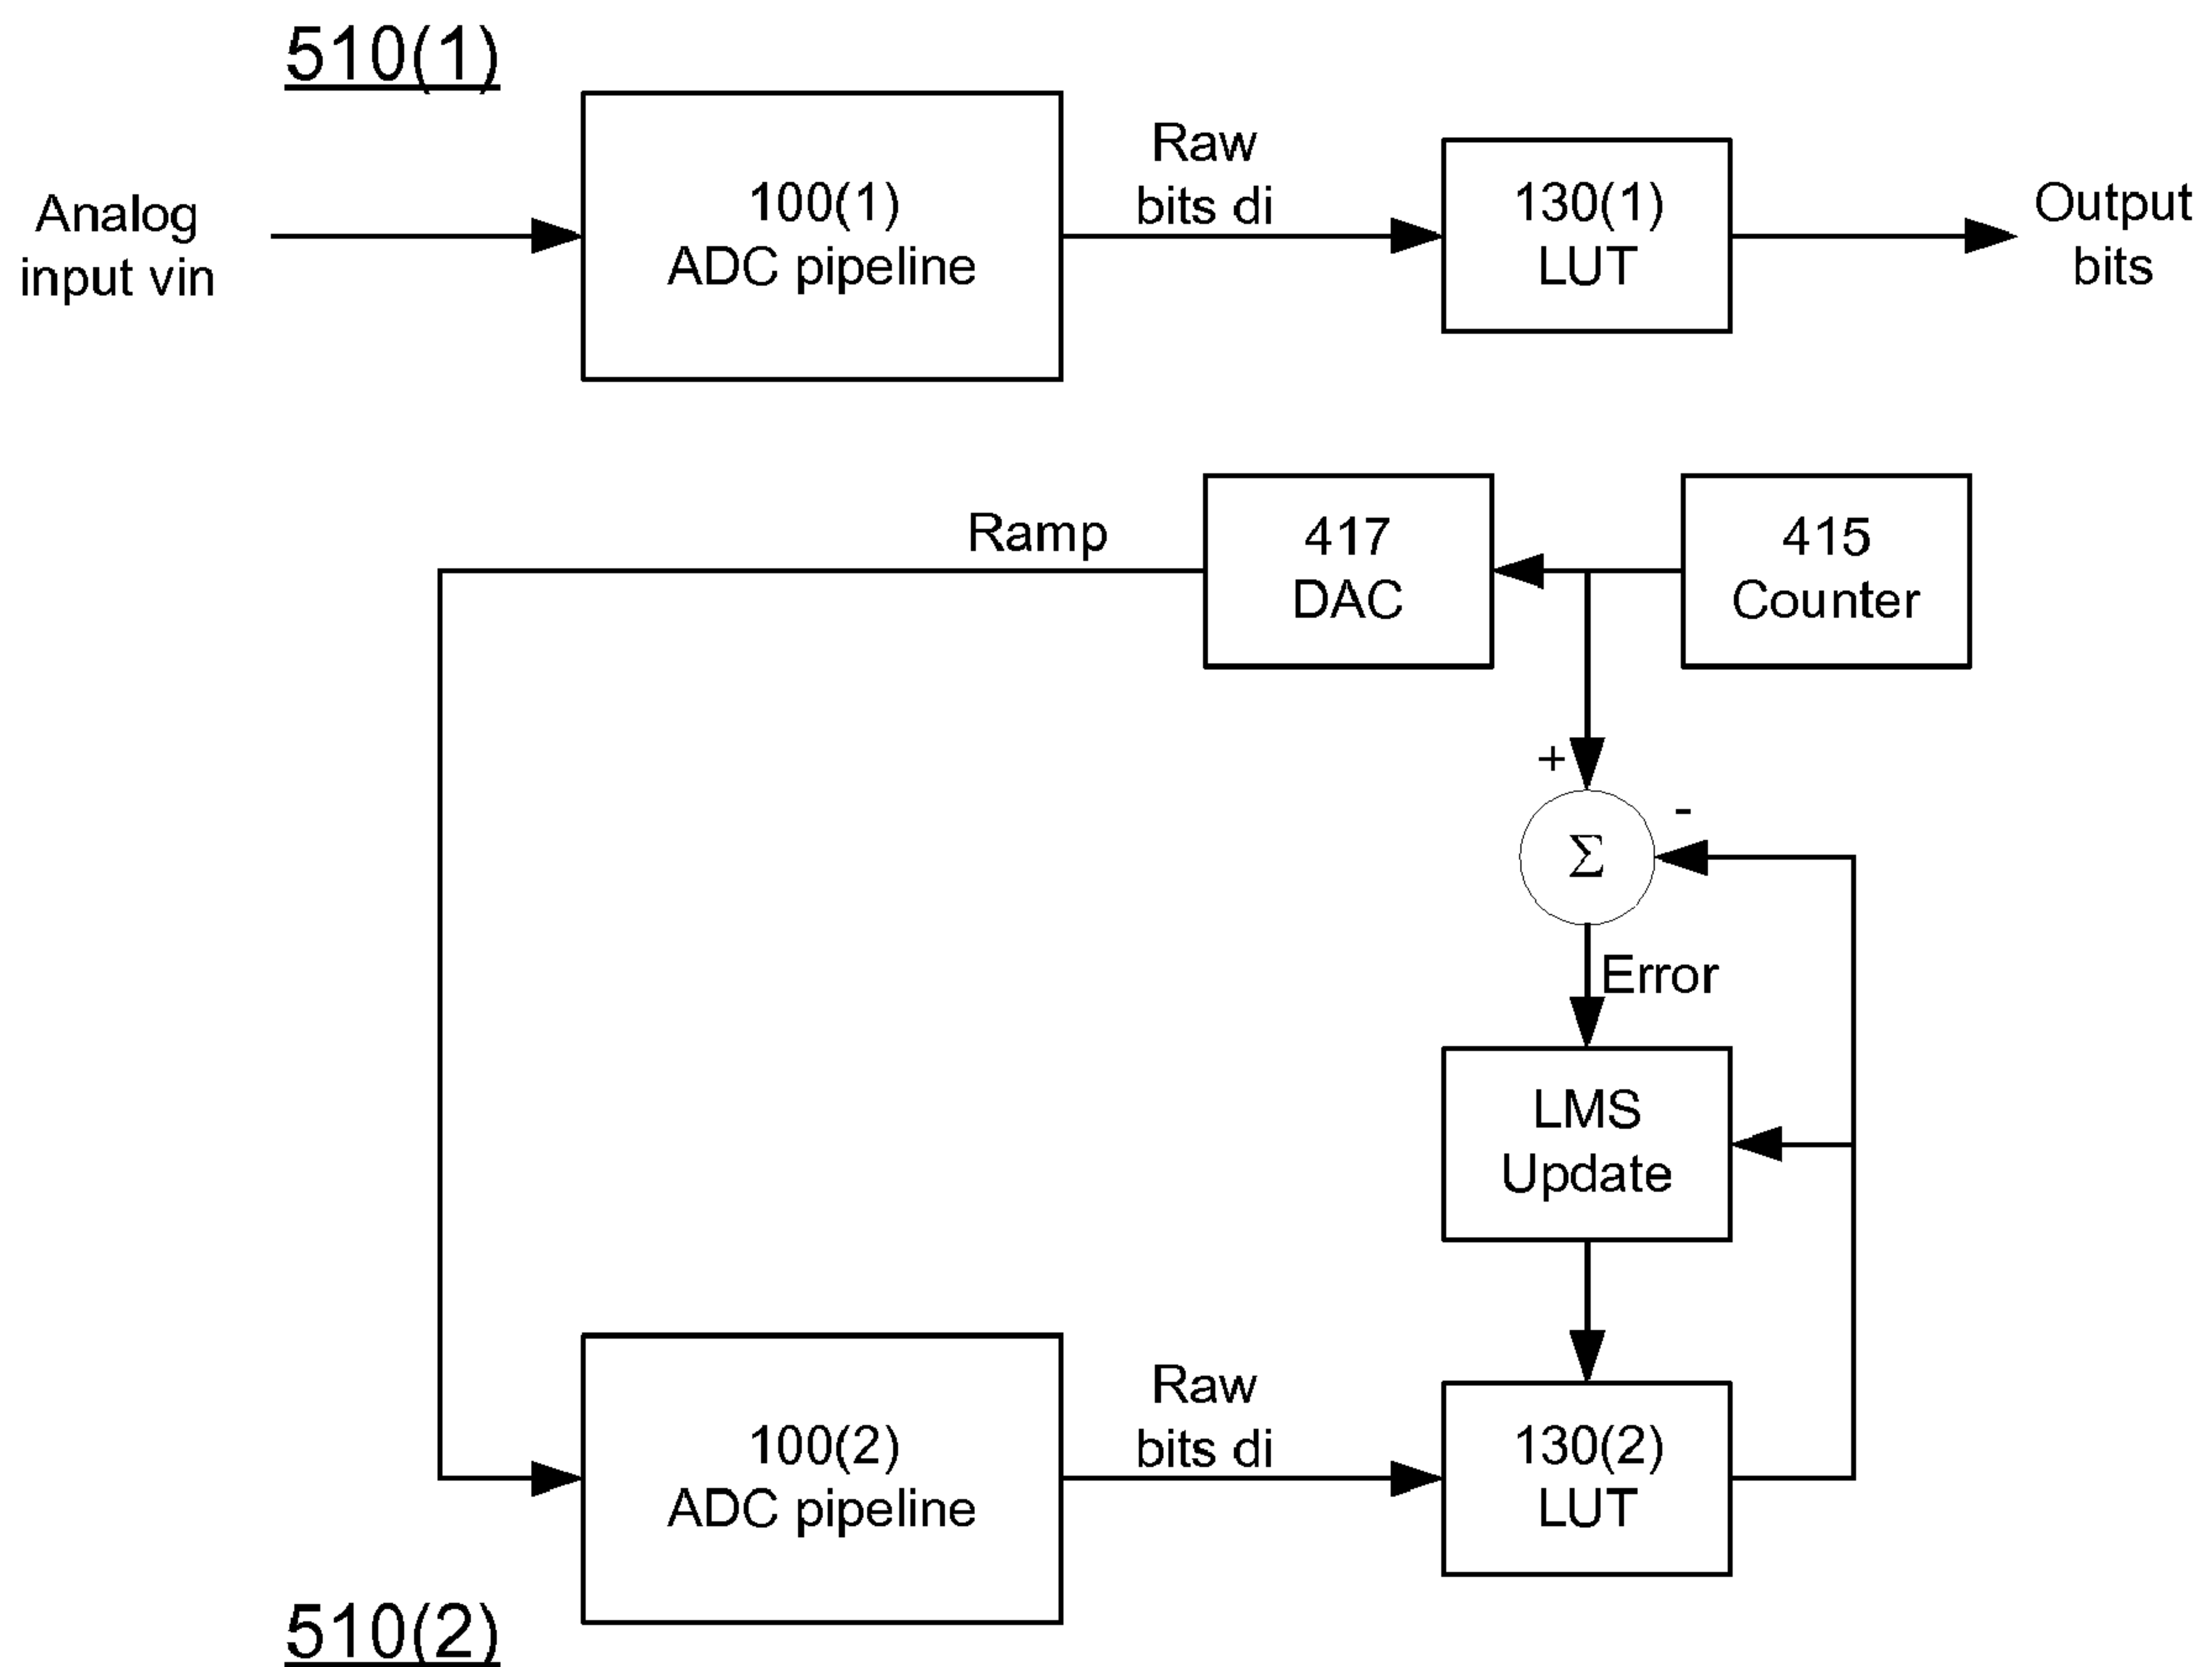 510(1)
Analog
input vin
100(1)
ADC pipeline
Raw
bits di
130(1)
LUT
Output
bits
Ramp
417
DAC
415
Counter
+
-
Σ
Error
LMS
Update
100(2)
ADC pipeline
Raw
bits di
130(2)
LUT
510(2)